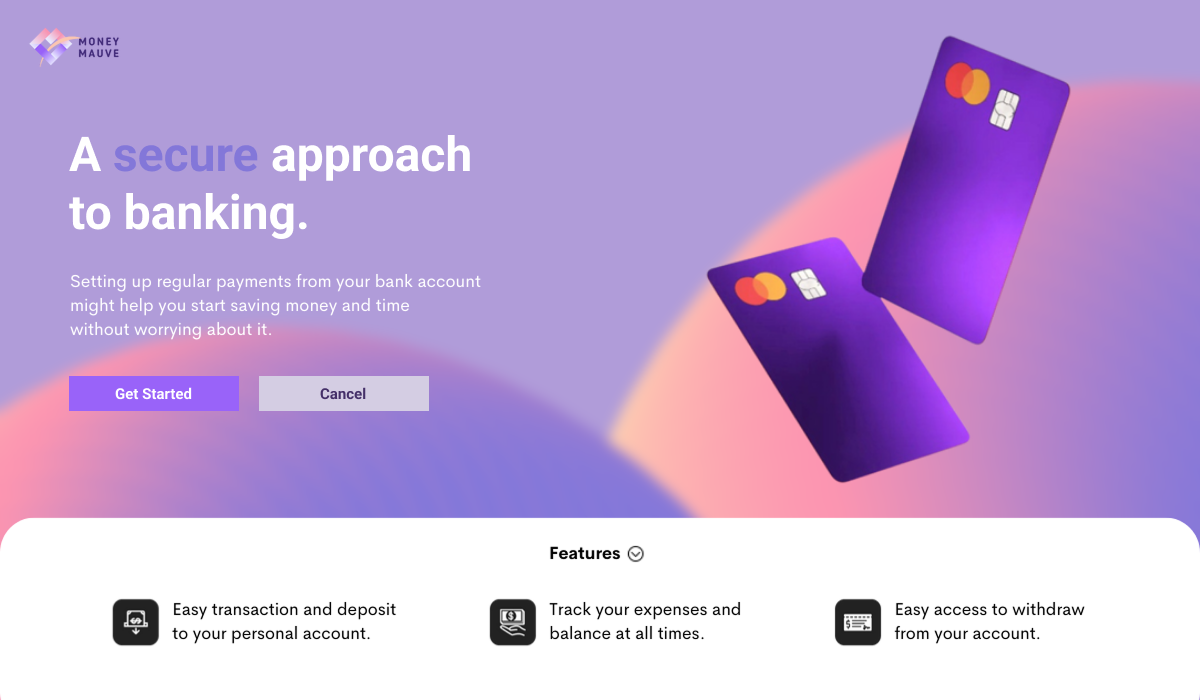 MONEY
MAUVE
A secure approach
to banking.
Setting up regular payments from your bank account
might help you start saving money and time
without worrying about it.
Get Started
Cancel
Features
Easy transaction and deposit
to your personal account.
Track your expenses and
balance at all times.
Easy access to withdraw
from your account.